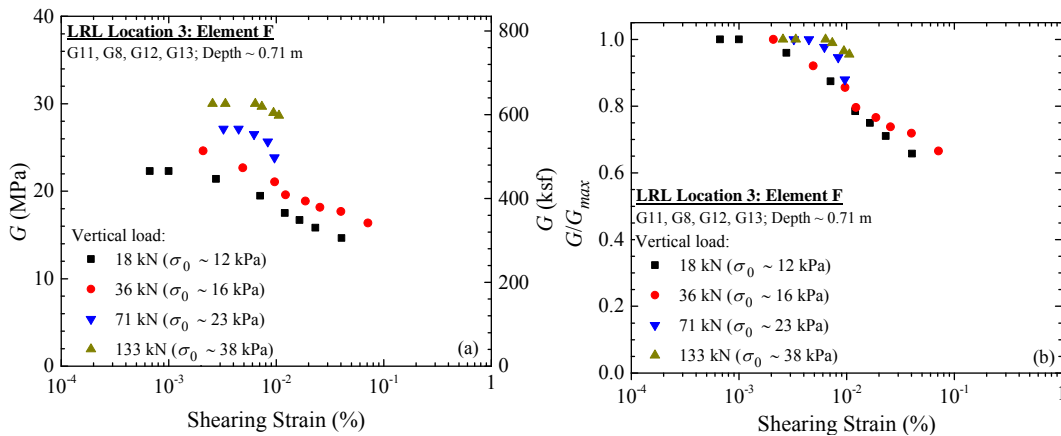 LRL Location 3: Element F
G11, G8, G12, G13; Depth ~ 0.71 m
G (MPa)
40
30
20
10
0
Vertical load:
18 kN (σ0 ~ 12 kPa)
36 kN (σ0 ~ 16 kPa)
71 kN (σ0 ~ 23 kPa)
133 kN (σ0 ~ 38 kPa)
(a)
800
600
400
200
0
G (ksf)
10-4 10-3 10-2 10-1 1
Shearing Strain (%)
G/Gmax
1.0
0.8
0.6
0.4
0.2
0.0
LRL Location 3: Element F
G11, G8, G12, G13; Depth ~ 0.71 m
Vertical load:
18 kN (σ0 ~ 12 kPa)
36 kN (σ0 ~ 16 kPa)
71 kN (σ0 ~ 23 kPa)
133 kN (σ0 ~ 38 kPa)
(b)
10-4 10-3 10-2 10-1 1
Shearing Strain (%)